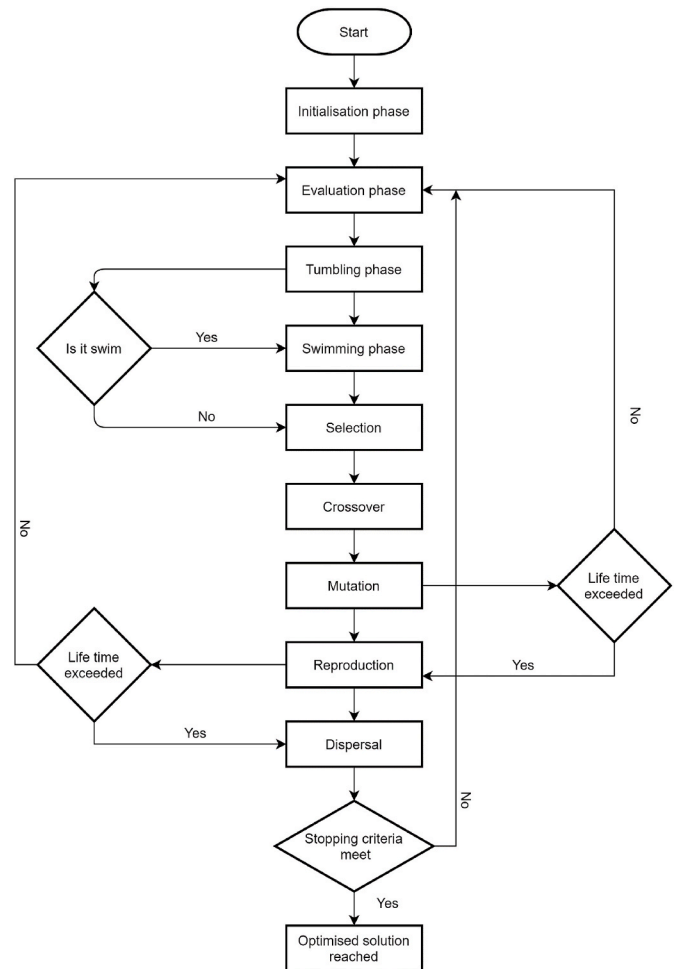 Start
Initialisation phase
Evaluation phase
Tumbling phase
Is it swim
Yes
Swimming phase
No
Selection
No
Crossover
No
Mutation
Life time
exceeded
Life time
exceeded
Reproduction
Yes
Yes
Dispersal
No
Stopping criteria
meet
Yes
Optimised solution
reached